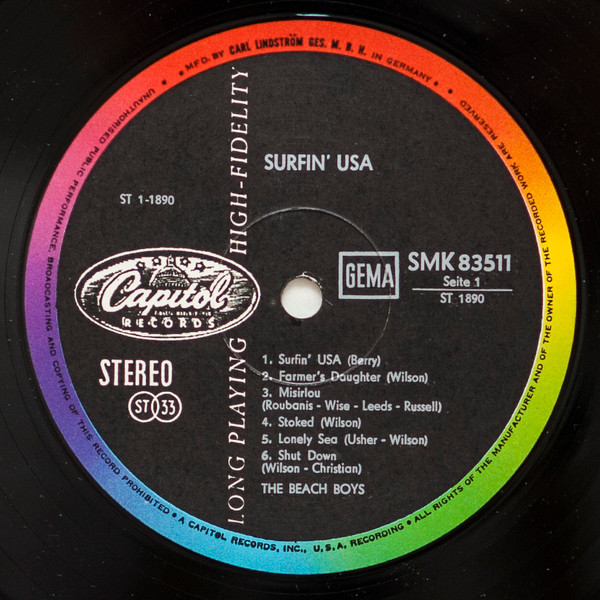 • MFD. BY CARL LINDSTRÖM GES. M. B. H. IN GERMANY •
SURFIN' USA
ST 1-1890
LONG PLAYING HIGH-FIDELITY
Capitol
RECORDS
GEMA
SMK 83511
Seite 1
ST 1890
STEREO
ST 33
1. Surfin' USA (Berry)
2. Farmer's Daughter (Wilson)
3. Misirlou
(Roubanis - Wise - Leeds - Russell)
4. Stoked (Wilson)
5. Lonely Sea (Usher - Wilson)
6. Shut Down
(Wilson - Christian)
THE BEACH BOYS
• UNAUTHORISED PUBLIC PERFORMANCE, BROADCASTING AND COPYING OF THIS RECORD PROHIBITED • A CAPITOL RECORDS, INC., U.S.A. RECORDING • ALL RIGHTS OF THE MANUFACTURER AND OF THE OWNER OF THE RECORDED WORK ARE RESERVED •